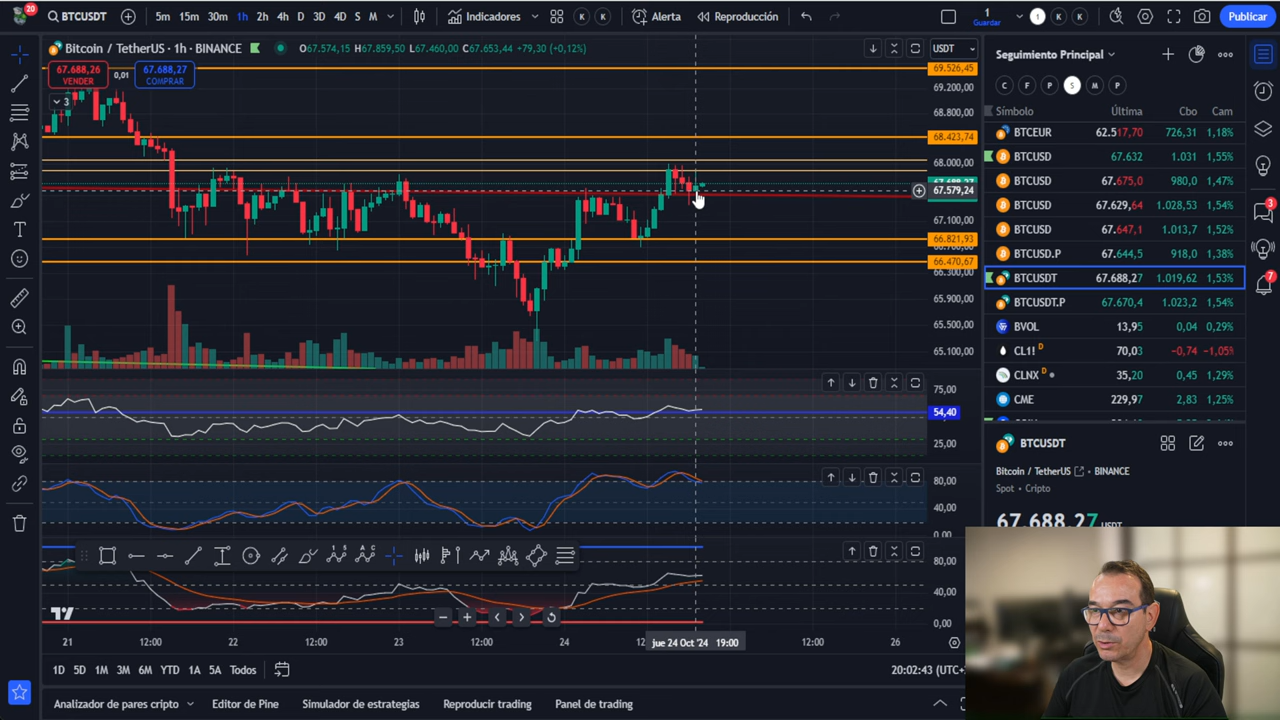 20
BTCUSDT
5m 15m 30m 1h 2h 4h D 3D 4D S M
Indicadores
K K
Alerta
Reproducción
1
Guardar
1 K K
Publicar
Bitcoin / TetherUS · 1h · BINANCE
O67.574,15 H67.859,50 L67.460,00 C67.653,44 +79,30 (+0,12%)
USDT
67.688,26
VENDER
0,01
67.688,27
COMPRAR
3
69.526,45
69.200,00
68.800,00
68.423,74
68.000,00
67.579,24
67.100,00
66.821,93
66.470,67
66.300,00
65.900,00
65.500,00
65.100,00
75,00
54,40
25,00
80,00
40,00
0,00
80,00
40,00
0,00
21 12:00 22 12:00 23 12:00 24
jue 24 Oct '24 19:00
12:00 26
1D 5D 1M 3M 6M YTD 1A 5A Todos
20:02:43 (UTC+
Analizador de pares cripto
Editor de Pine
Simulador de estrategias
Reproducir trading
Panel de trading
Seguimiento Principal
C F P S M P
Símbolo Última Cbo Cam
BTCEUR 62.517,70 726,31 1,18%
BTCUSD 67.632 1.031 1,55%
BTCUSD 67.675,0 980,0 1,47%
BTCUSD 67.629,64 1.028,53 1,54%
BTCUSD 67.647,1 1.013,7 1,52%
BTCUSD.P 67.644,5 918,0 1,38%
BTCUSDT 67.688,27 1.019,62 1,53%
BTCUSDT.P 67.670,4 1.023,2 1,54%
BVOL 13,95 0,04 0,29%
CL1! D 70,03 −0,74 −1,05%
CLNX D 35,20 0,45 1,29%
CME 229,97 2,83 1,25%
BTCUSDT
Bitcoin / TetherUS · BINANCE
Spot · Cripto
67.688,27 USDT
3
7